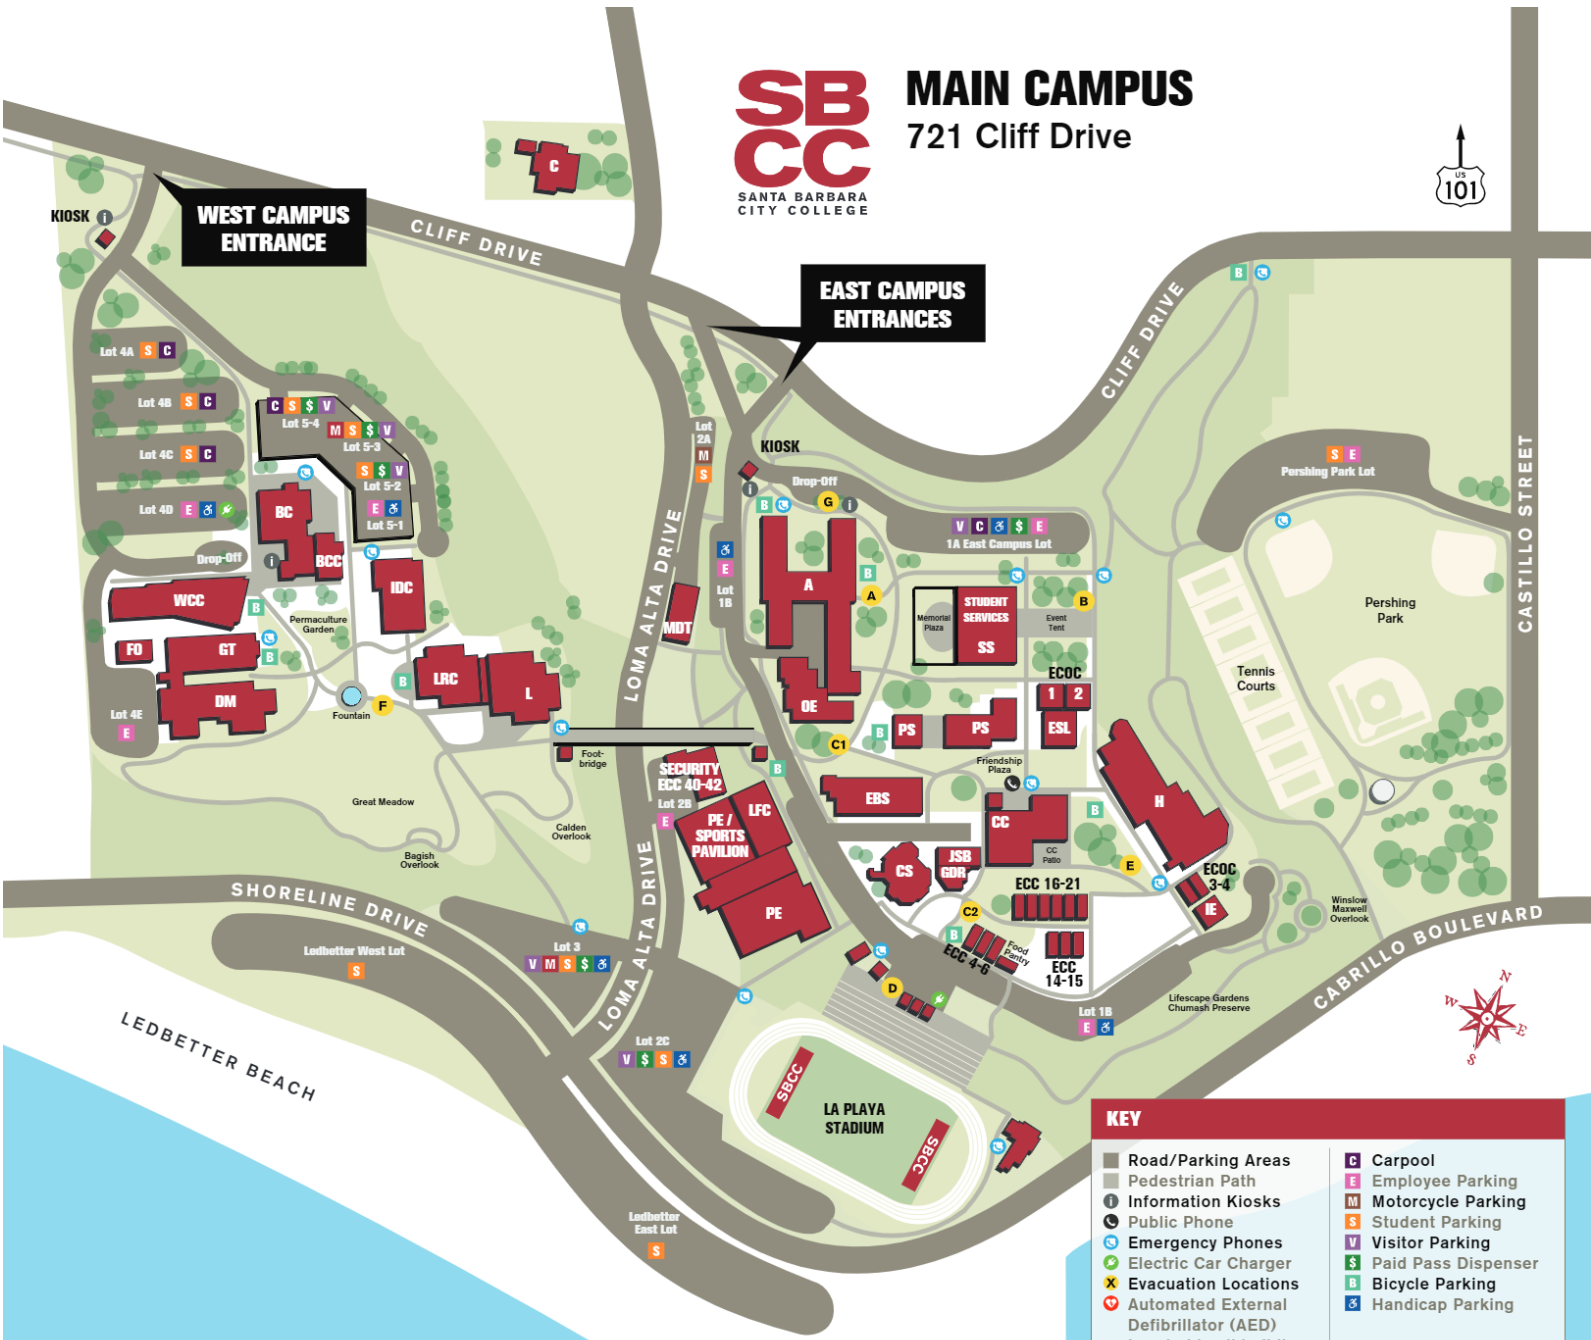 SB
CC
SANTA BARBARA
CITY COLLEGE
MAIN CAMPUS
721 Cliff Drive
US
101
C
WEST CAMPUS
ENTRANCE
KIOSK i
CLIFF DRIVE
EAST CAMPUS
ENTRANCES
CLIFF DRIVE
B
CASTILLO STREET
Lot 4A S C
Lot 4B S C
Lot 4C S C
Lot 4D E
C S $ V
Lot 5-4
M S $ V
Lot 5-3
S $ V
Lot 5-2
E
Lot 5-1
BC
BCC
i
Drop-Off
IDC
WCC
B
Permaculture
Garden
FO
GT
B
DM
Lot 4E
E
LRC
B
L
Fountain
F
Lot
2A
M
S
KIOSK
i
Drop-Off
B
G
i
V C $ E
1A East Campus Lot
S E
Pershing Park Lot
E
Lot
1B
LOMA ALTA DRIVE
MDT
A
B
A
Memorial
Plaza
STUDENT
SERVICES
SS
Event
Tent
B
Pershing
Park
Tennis
Courts
ECOC
1 2
ESL
OE
PS
PS
B
C1
Foot-
bridge
SECURITY
ECC 40-42
B
Lot 2B
E
LFC
PE /
SPORTS
PAVILION
PE
EBS
Friendship
Plaza
CC
CC
Patio
B
H
E
Great Meadow
Calden
Overlook
Bagish
Overlook
CS
JSB
GDR
ECC 16-21
ECOC
3-4
IE
Winslow
Maxwell
Overlook
C2
B
ECC 4-6
Food
Pantry
ECC
14-15
SHORELINE DRIVE
LOMA ALTA DRIVE
Ledbetter West Lot
S
Lot 3
V M S $
D
CABRILLO BOULEVARD
Lifescape Gardens
Chumash Preserve
Lot 1B
E
N
W
E
S
LEDBETTER BEACH
Lot 2C
V $ S
SBCC
LA PLAYA
STADIUM
SBCC
Ledbetter
East Lot
S
KEY
Road/Parking Areas
Pedestrian Path
i Information Kiosks
Public Phone
Emergency Phones
Electric Car Charger
X Evacuation Locations
Automated External
Defibrillator (AED)
C Carpool
E Employee Parking
M Motorcycle Parking
S Student Parking
V Visitor Parking
$ Paid Pass Dispenser
B Bicycle Parking
Handicap Parking